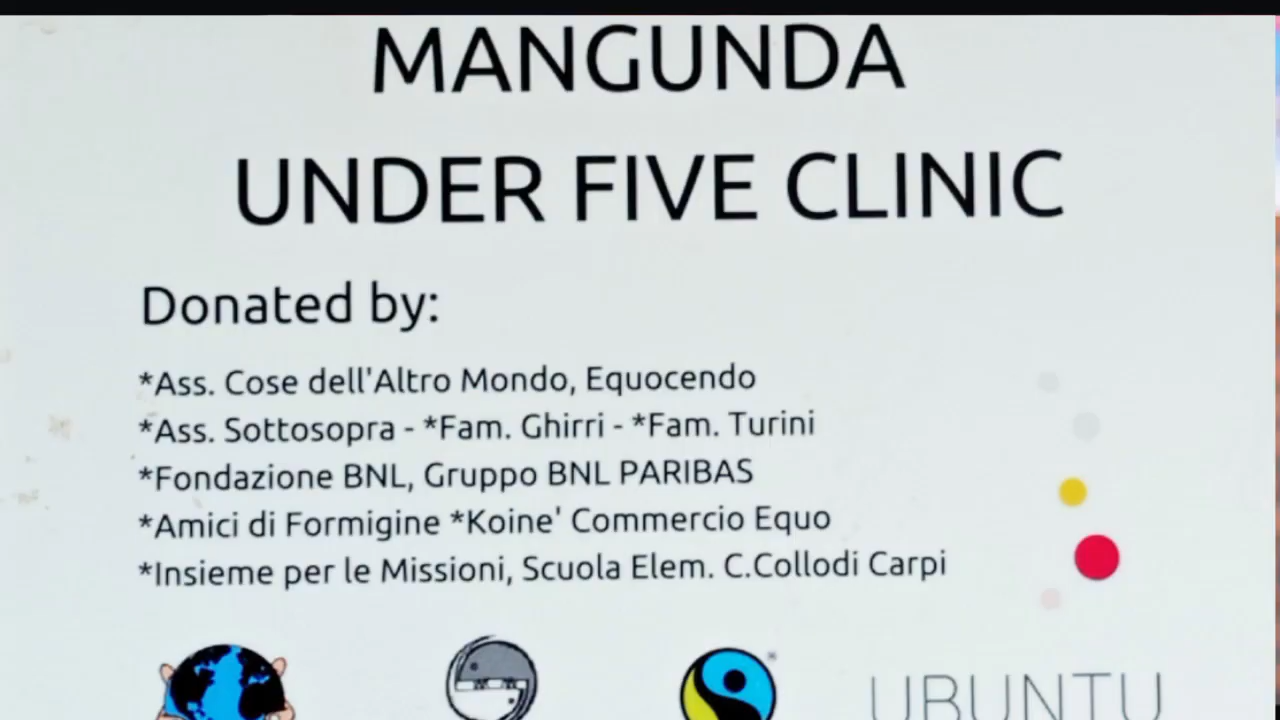 MANGUNDA
UNDER FIVE CLINIC
Donated by:
*Ass. Cose dell'Altro Mondo, Equocendo
*Ass. Sottosopra - *Fam. Ghirri - *Fam. Turini
*Fondazione BNL, Gruppo BNL PARIBAS
*Amici di Formigine *Koine' Commercio Equo
*Insieme per le Missioni, Scuola Elem. C.Collodi Carpi
UBUNTU